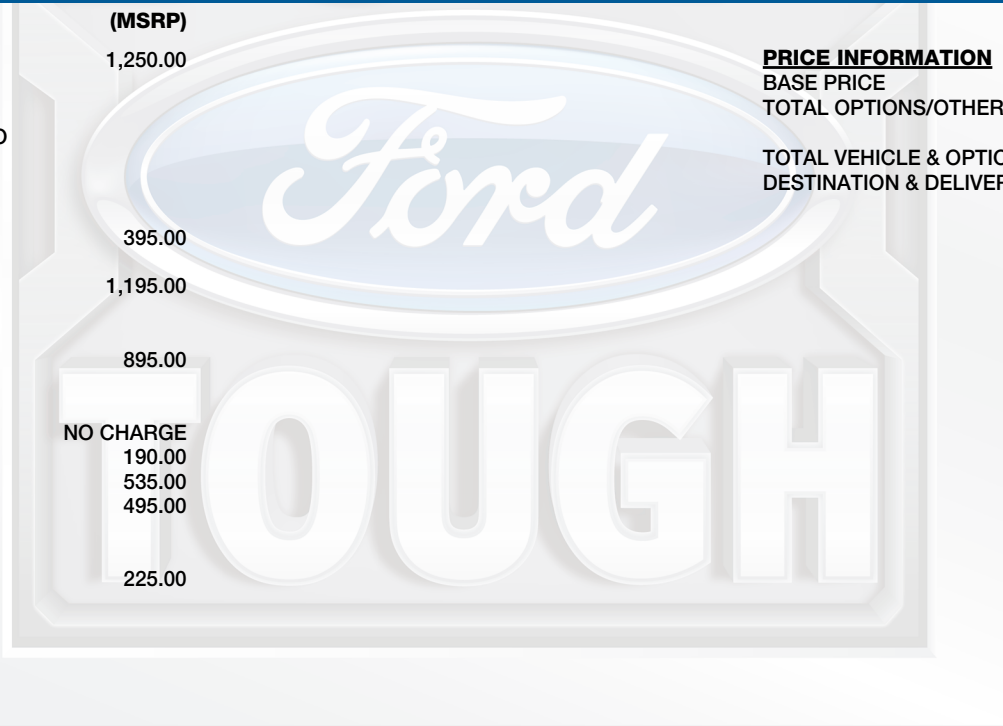 (MSRP)
1,250.00
395.00
1,195.00
895.00
NO CHARGE
190.00
535.00
495.00
225.00
PRICE INFORMATION
BASE PRICE
TOTAL OPTIONS/OTHER
TOTAL VEHICLE & OPTIO
DESTINATION & DELIVER
Ford
TOUGH